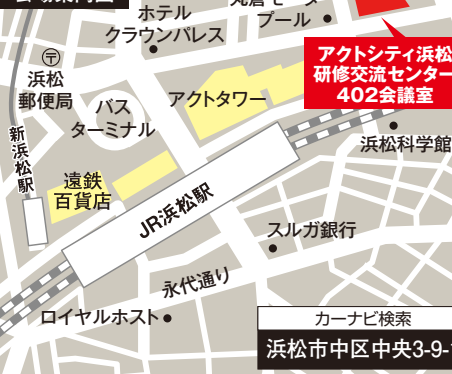 ホテル
クラウンパレス
プール
アクトシティ浜松
研修交流センター
402会議室
〒
浜松
郵便局
バス
ターミナル
アクトタワー
浜松科学館
新浜松駅
遠鉄
百貨店
JR浜松駅
スルガ銀行
永代通り
ロイヤルホスト
カーナビ検索
浜松市中区中央3-9-